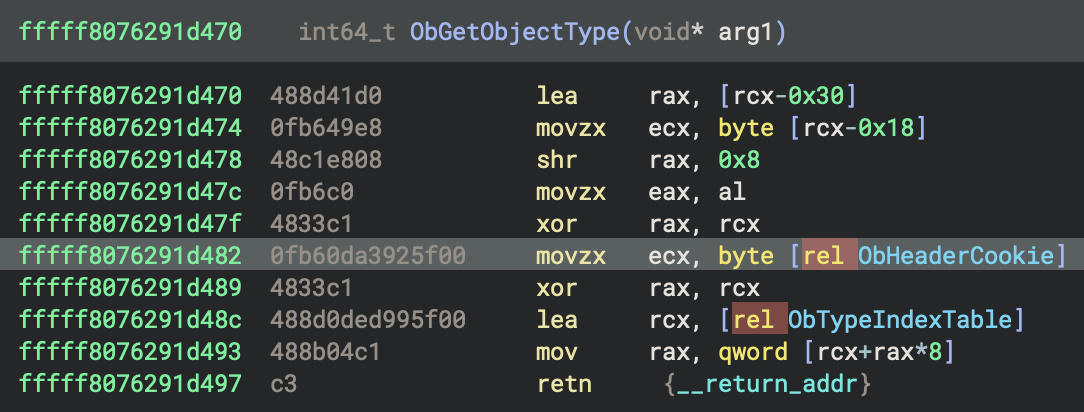 fffff8076291d470 int64_t ObGetObjectType(void* arg1)
fffff8076291d470 488d41d0 lea rax, [rcx-0x30]
fffff8076291d474 0fb649e8 movzx ecx, byte [rcx-0x18]
fffff8076291d478 48c1e808 shr rax, 0x8
fffff8076291d47c 0fb6c0 movzx eax, al
fffff8076291d47f 4833c1 xor rax, rcx
fffff8076291d482 0fb60da3925f00 movzx ecx, byte [rel ObHeaderCookie]
fffff8076291d489 4833c1 xor rax, rcx
fffff8076291d48c 488d0ded995f00 lea rcx, [rel ObTypeIndexTable]
fffff8076291d493 488b04c1 mov rax, qword [rcx+rax*8]
fffff8076291d497 c3 retn {__return_addr}